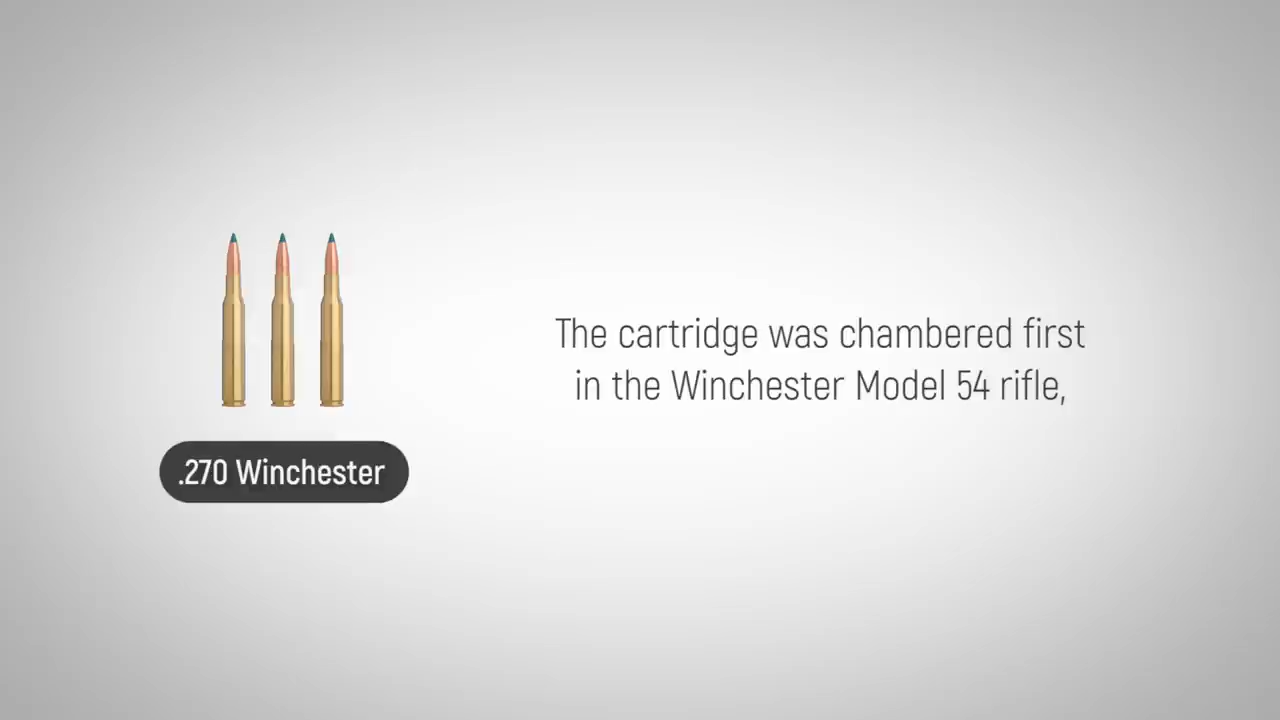 The cartridge was chambered first
in the Winchester Model 54 rifle,
.270 Winchester